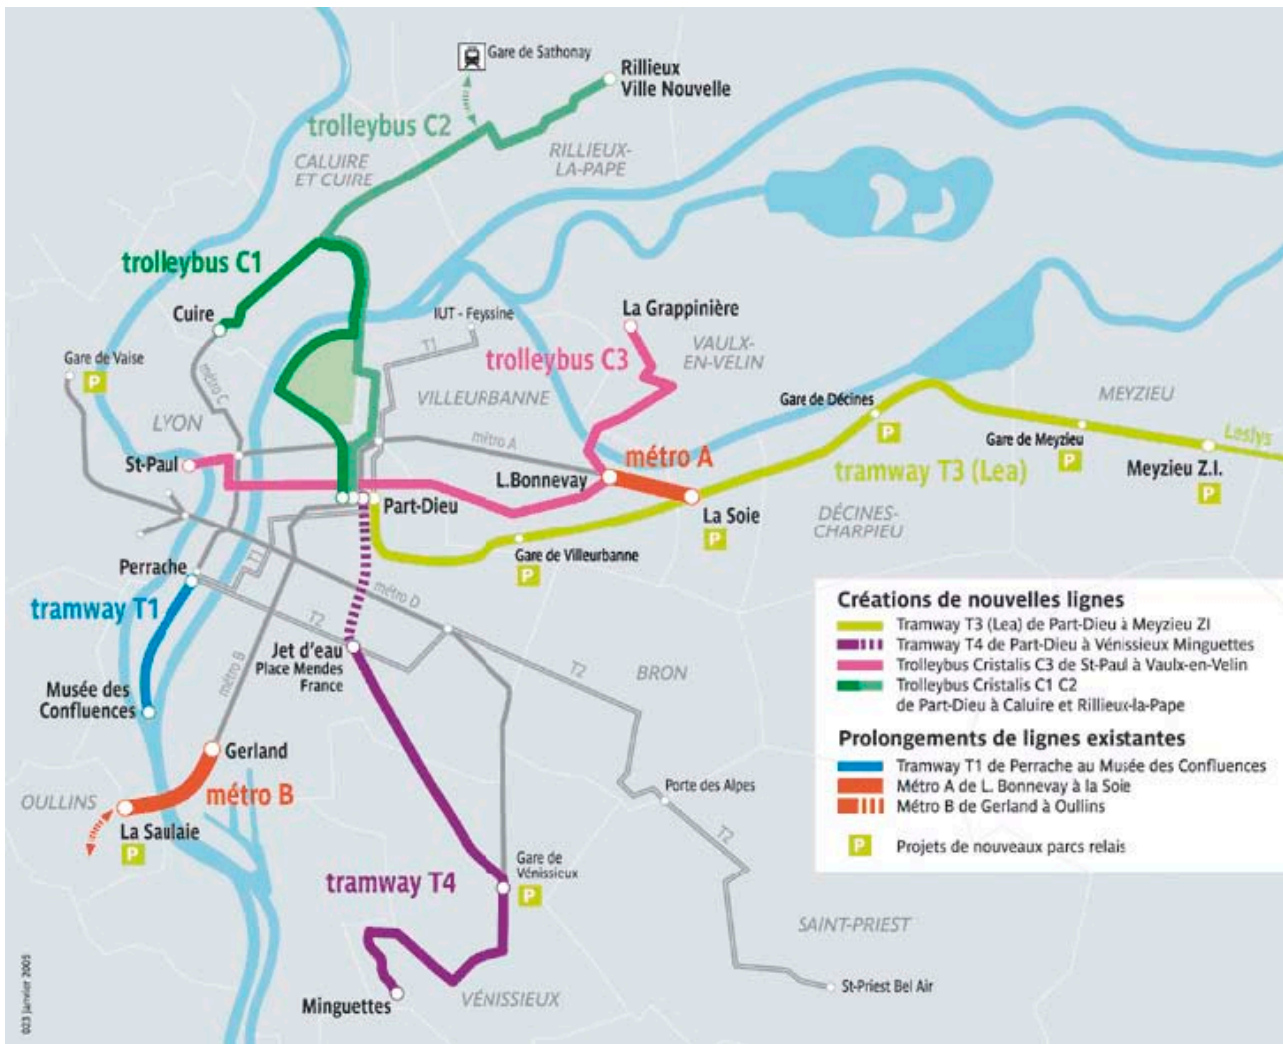 Gare de Sathonay
Rillieux
Ville Nouvelle
trolleybus C2
CALUIRE
ET CUIRE
RILLIEUX-
LA-PAPE
trolleybus C1
Cuire
IUT - Feyssine
T1
La Grappinière
VAULX-
EN-VELIN
trolleybus C3
Gare de Vaise
P
métro C
VILLEURBANNE
LYON
MEYZIEU
Gare de Décines
P
Gare de Meyzieu
P
Leslys
métro A
métro A
St-Paul
L.Bonnevay
tramway T3 (Lea)
Meyzieu Z.I.
P
Part-Dieu
La Soie
P
DÉCINES-
CHARPIEU
Gare de Villeurbanne
P
T1
Perrache
métro D
tramway T1
T2
métro B
Jet d'eau
Place Mendes
France
T2
BRON
Musée des
Confluences
Gerland
OULLINS
métro B
La Saulaie
P
Porte des Alpes
T2
Gare de
Vénissieux
P
tramway T4
SAINT-PRIEST
St-Priest Bel Air
Minguettes
VÉNISSIEUX
023 janvier 2005
Créations de nouvelles lignes
Tramway T3 (Lea) de Part-Dieu à Meyzieu ZI
Tramway T4 de Part-Dieu à Vénissieux Minguettes
Trolleybus Cristalis C3 de St-Paul à Vaulx-en-Velin
Trolleybus Cristalis C1 C2
de Part-Dieu à Caluire et Rillieux-la-Pape
Prolongements de lignes existantes
Tramway T1 de Perrache au Musée des Confluences
Métro A de L. Bonnevay à la Soie
Métro B de Gerland à Oullins
P Projets de nouveaux parcs relais